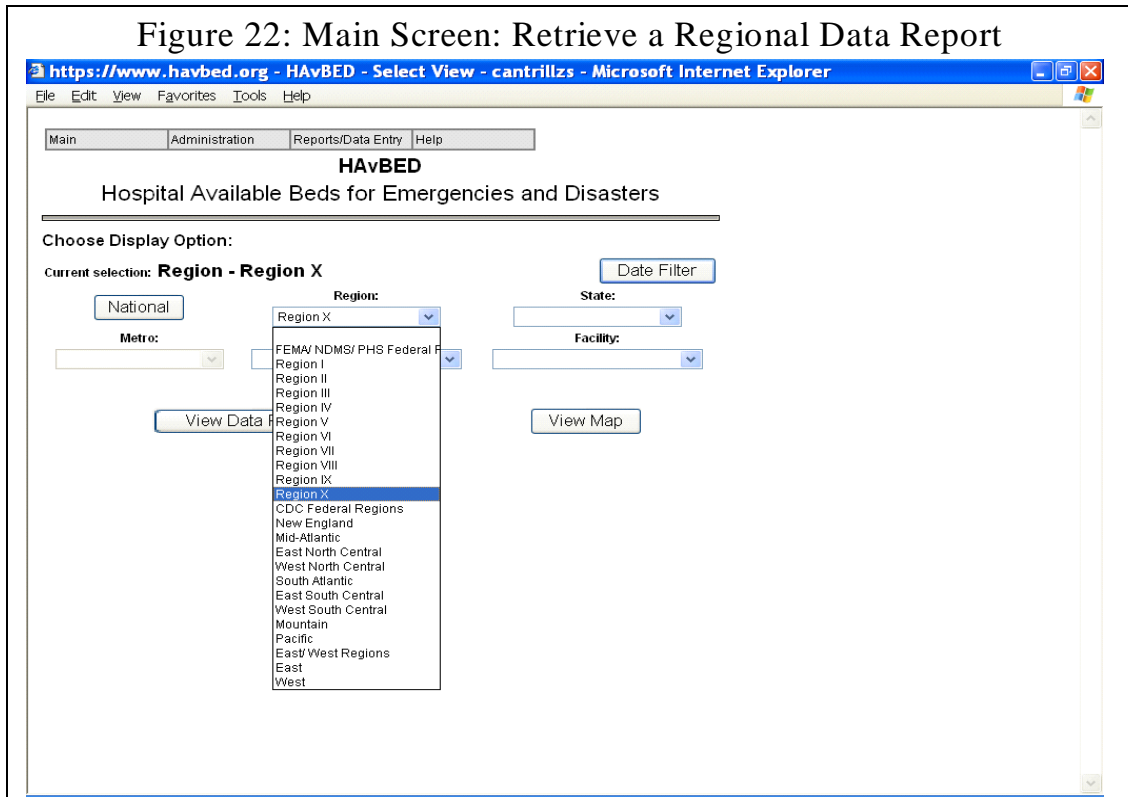 Figure 22: Main Screen: Retrieve a Regional Data Report
https://www.havbed.org - HAvBED - Select View - cantrillzs - Microsoft Internet Explorer
File Edit View Favorites Tools Help
Main Administration Reports/Data Entry Help
HAvBED
Hospital Available Beds for Emergencies and Disasters
Choose Display Option:
Current selection: Region - Region X Date Filter
National Region: State:
Region X
Metro: Facility:
FEMA/ NDMS/ PHS Federal
Region I
Region II
Region III
Region IV
View Data Region V View Map
Region VI
Region VII
Region VIII
Region IX
Region X
CDC Federal Regions
New England
Mid-Atlantic
East North Central
West North Central
South Atlantic
East South Central
West South Central
Mountain
Pacific
East/ West Regions
East
West